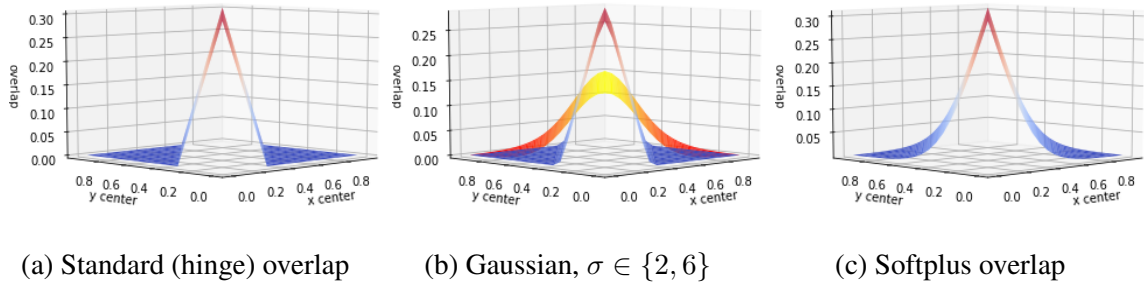 0.30
0.25
0.20
0.15
0.10
0.05
0.00
overlap
0.8 0.6 0.4 0.2 0.0
y center
0.0 0.2 0.4 0.6 0.8
x center
(a) Standard (hinge) overlap
0.25
0.20
0.15
0.10
0.05
0.00
overlap
0.8 0.6 0.4 0.2 0.0
y center
0.0 0.2 0.4 0.6 0.8
x center
(b) Gaussian, σ ∈ {2, 6}
0.30
0.25
0.20
0.15
0.10
0.05
overlap
0.8 0.6 0.4 0.2 0.0
y center
0.0 0.2 0.4 0.6 0.8
x center
(c) Softplus overlap